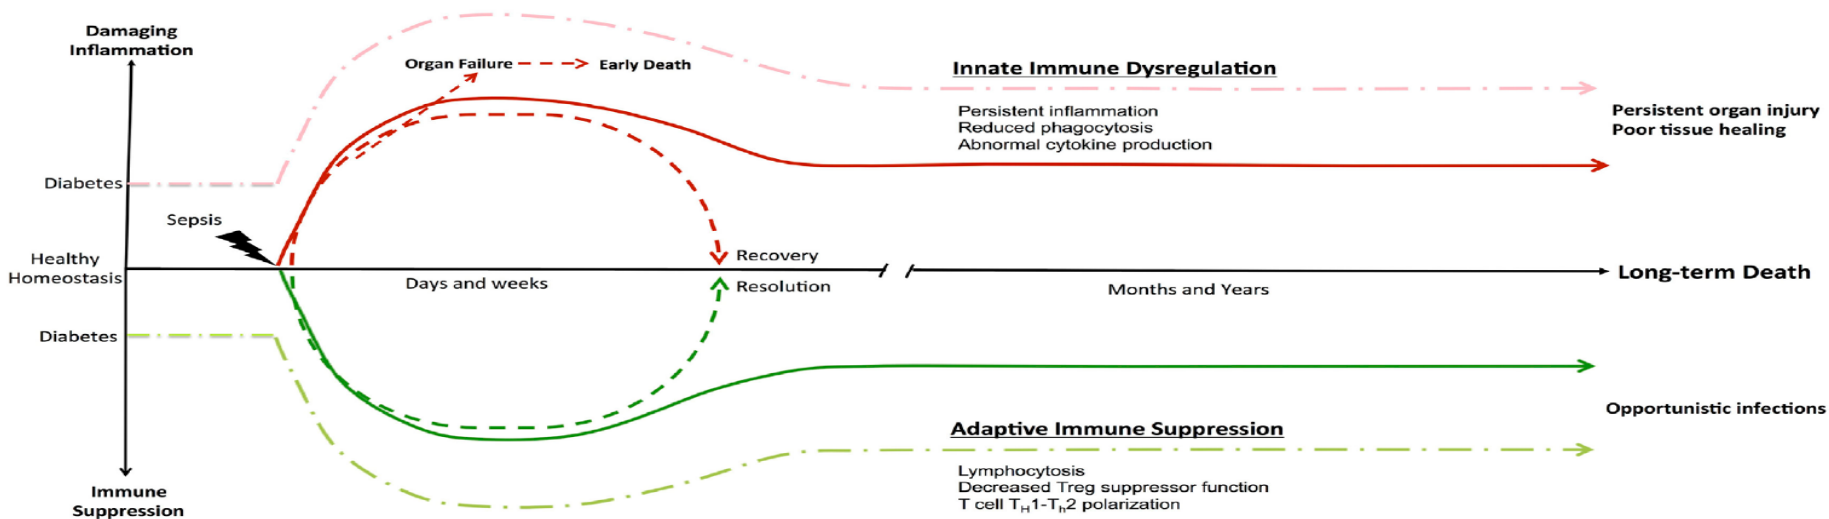 Damaging
Inflammation
Organ Failure
Early Death
Innate Immune Dysregulation
Persistent inflammation
Reduced phagocytosis
Abnormal cytokine production
Persistent organ injury
Poor tissue healing
Diabetes
Sepsis
Healthy
Homeostasis
Recovery
Days and weeks
Resolution
Months and Years
Long-term Death
Diabetes
Opportunistic infections
Adaptive Immune Suppression
Lymphocytosis
Decreased Treg suppressor function
T cell TH1-Th2 polarization
Immune
Suppression